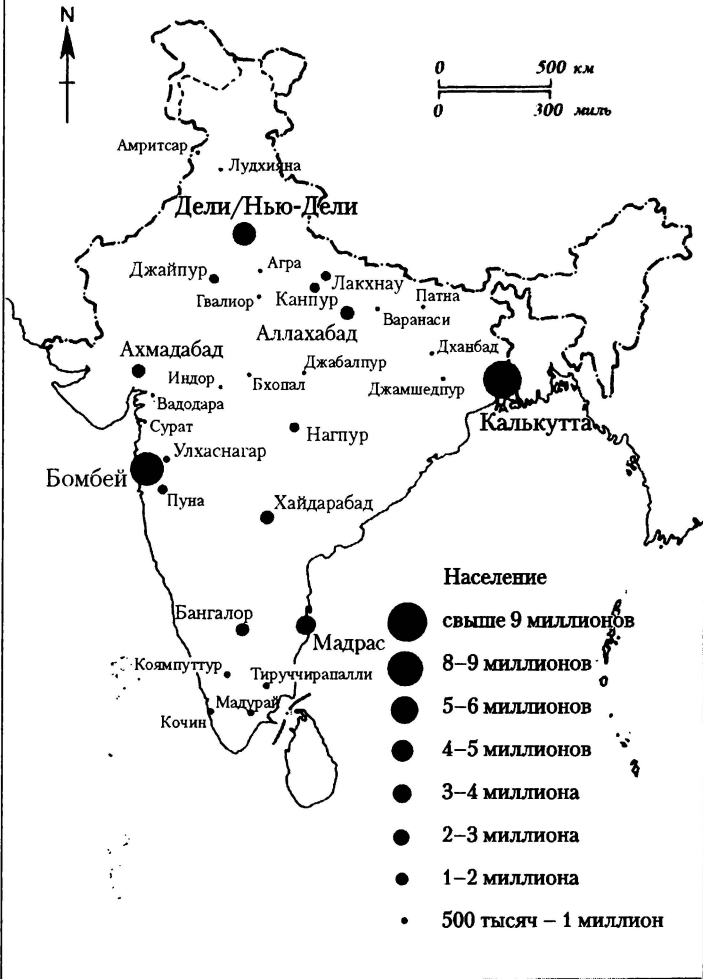 N
0 500 км
0 300 миль
Амритсар
Лудхияна
Дели/Нью-Дели
Джайпур
Агра
Лакхнау
Гвалиор
Канпур
Патна
Варанаси
Аллахабад
Ахмадабад
Дханбад
Джабалпур
Индор
Бхопал
Джамшедпур
Вадодара
Сурат
Калькутта
Нагпур
Улхаснагар
Бомбей
Пуна
Хайдарабад
Бангалор
Мадрас
Коямпуттур
Тируччирапалли
Мадурай
Кочин
Население
свыше 9 миллионов
8–9 миллионов
5–6 миллионов
4–5 миллионов
3–4 миллиона
2–3 миллиона
1–2 миллиона
500 тысяч – 1 миллион